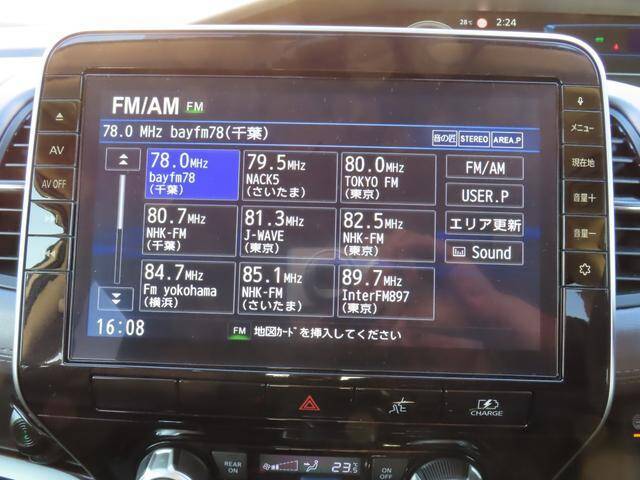 28℃ 2:24
FM/AM FM
78.0 MHz bayfm78(千葉) 音の匠 STEREO AREA.P
78.0MHz bayfm78 (千葉)
79.5MHz NACK5 (さいたま)
80.0MHz TOKYO FM (東京)
80.7MHz NHK-FM (千葉)
81.3MHz J-WAVE (東京)
82.5MHz NHK-FM (東京)
84.7MHz Fm yokohama (横浜)
85.1MHz NHK-FM (さいたま)
89.7MHz InterFM897 (東京)
FM/AM
USER.P
エリア更新
Sound
16:08 FM 地図ｶｰﾄﾞを挿入してください
AV
AV OFF
メニュー
現在地
音量+
音量-
CHARGE
REAR ON
23.5
ON OFF